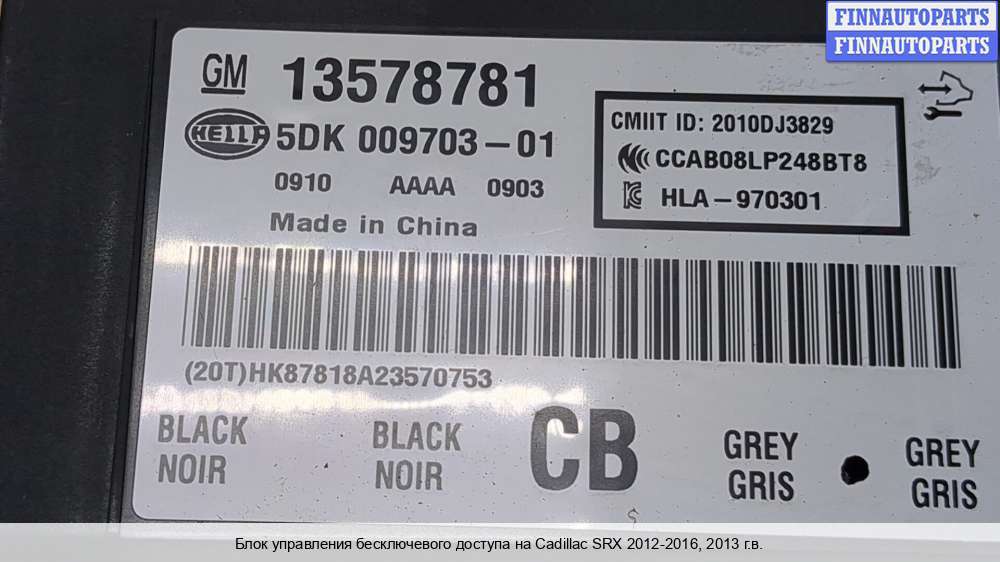 FINNAUTOPARTS
FINNAUTOPARTS
GM 13578781
HELLA 5DK 009703-01
0910 AAAA 0903
Made in China
CMIIT ID: 2010DJ3829
CCAB08LP248BT8
HLA-970301
(20T)HK87818A23570753
BLACK BLACK CB GREY GREY
NOIR NOIR GRIS GRIS
Блок управления бесключевого доступа на Cadillac SRX 2012-2016, 2013 г.в.